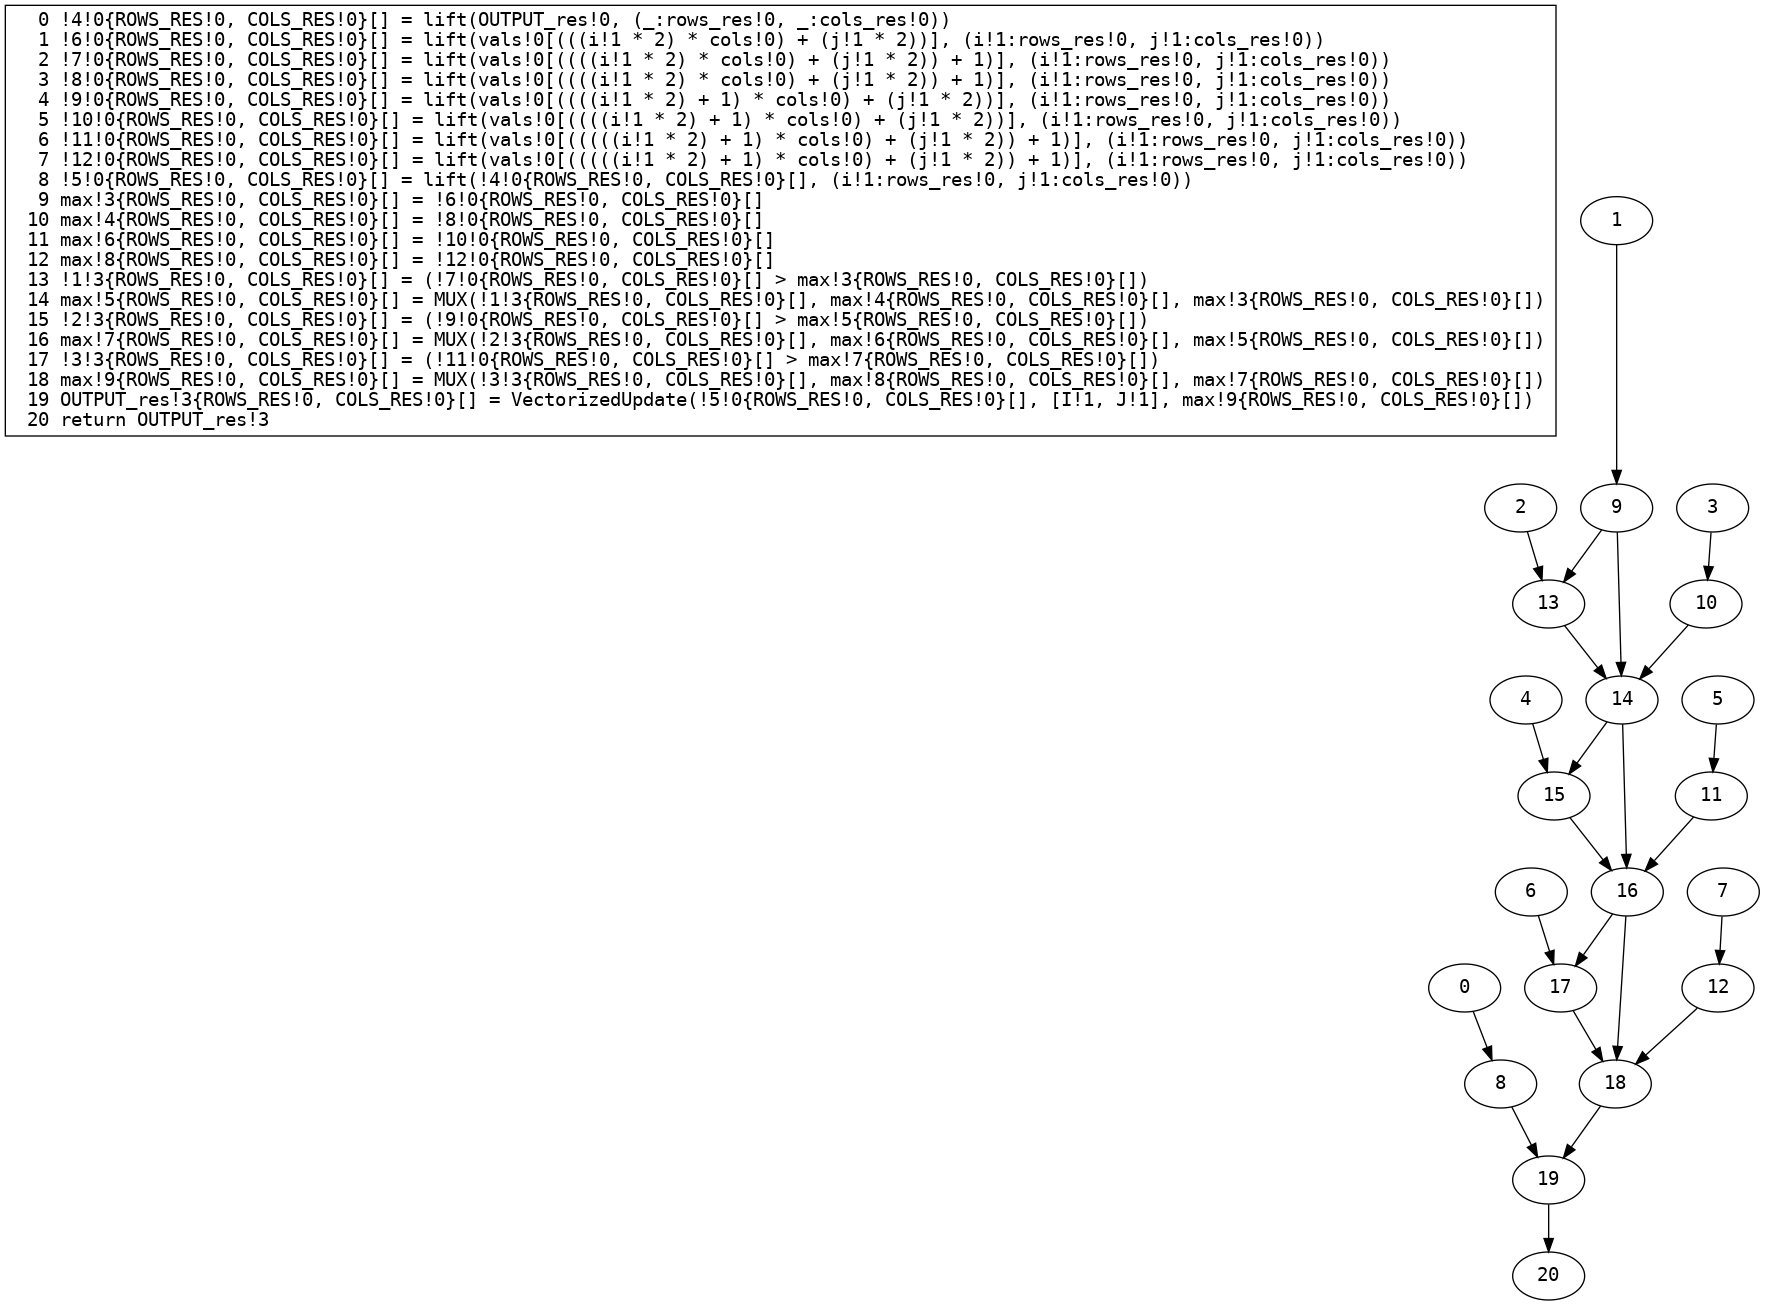 0 !4!0{ROWS_RES!0, COLS_RES!0}[] = lift(OUTPUT_res!0, (_:rows_res!0, _:cols_res!0))
1 !6!0{ROWS_RES!0, COLS_RES!0}[] = lift(vals!0[(((i!1 * 2) * cols!0) + (j!1 * 2))], (i!1:rows_res!0, j!1:cols_res!0))
2 !7!0{ROWS_RES!0, COLS_RES!0}[] = lift(vals!0[((((i!1 * 2) * cols!0) + (j!1 * 2)) + 1)], (i!1:rows_res!0, j!1:cols_res!0))
3 !8!0{ROWS_RES!0, COLS_RES!0}[] = lift(vals!0[((((i!1 * 2) * cols!0) + (j!1 * 2)) + 1)], (i!1:rows_res!0, j!1:cols_res!0))
4 !9!0{ROWS_RES!0, COLS_RES!0}[] = lift(vals!0[((((i!1 * 2) + 1) * cols!0) + (j!1 * 2))], (i!1:rows_res!0, j!1:cols_res!0))
5 !10!0{ROWS_RES!0, COLS_RES!0}[] = lift(vals!0[((((i!1 * 2) + 1) * cols!0) + (j!1 * 2))], (i!1:rows_res!0, j!1:cols_res!0))
6 !11!0{ROWS_RES!0, COLS_RES!0}[] = lift(vals!0[(((((i!1 * 2) + 1) * cols!0) + (j!1 * 2)) + 1)], (i!1:rows_res!0, j!1:cols_res!0))
7 !12!0{ROWS_RES!0, COLS_RES!0}[] = lift(vals!0[(((((i!1 * 2) + 1) * cols!0) + (j!1 * 2)) + 1)], (i!1:rows_res!0, j!1:cols_res!0))
8 !5!0{ROWS_RES!0, COLS_RES!0}[] = lift(!4!0{ROWS_RES!0, COLS_RES!0}[], (i!1:rows_res!0, j!1:cols_res!0))
9 max!3{ROWS_RES!0, COLS_RES!0}[] = !6!0{ROWS_RES!0, COLS_RES!0}[]
10 max!4{ROWS_RES!0, COLS_RES!0}[] = !8!0{ROWS_RES!0, COLS_RES!0}[]
11 max!6{ROWS_RES!0, COLS_RES!0}[] = !10!0{ROWS_RES!0, COLS_RES!0}[]
12 max!8{ROWS_RES!0, COLS_RES!0}[] = !12!0{ROWS_RES!0, COLS_RES!0}[]
13 !1!3{ROWS_RES!0, COLS_RES!0}[] = (!7!0{ROWS_RES!0, COLS_RES!0}[] > max!3{ROWS_RES!0, COLS_RES!0}[])
14 max!5{ROWS_RES!0, COLS_RES!0}[] = MUX(!1!3{ROWS_RES!0, COLS_RES!0}[], max!4{ROWS_RES!0, COLS_RES!0}[], max!3{ROWS_RES!0, COLS_RES!0}[])
15 !2!3{ROWS_RES!0, COLS_RES!0}[] = (!9!0{ROWS_RES!0, COLS_RES!0}[] > max!5{ROWS_RES!0, COLS_RES!0}[])
16 max!7{ROWS_RES!0, COLS_RES!0}[] = MUX(!2!3{ROWS_RES!0, COLS_RES!0}[], max!6{ROWS_RES!0, COLS_RES!0}[], max!5{ROWS_RES!0, COLS_RES!0}[])
17 !3!3{ROWS_RES!0, COLS_RES!0}[] = (!11!0{ROWS_RES!0, COLS_RES!0}[] > max!7{ROWS_RES!0, COLS_RES!0}[])
18 max!9{ROWS_RES!0, COLS_RES!0}[] = MUX(!3!3{ROWS_RES!0, COLS_RES!0}[], max!8{ROWS_RES!0, COLS_RES!0}[], max!7{ROWS_RES!0, COLS_RES!0}[])
19 OUTPUT_res!3{ROWS_RES!0, COLS_RES!0}[] = VectorizedUpdate(!5!0{ROWS_RES!0, COLS_RES!0}[], [I!1, J!1], max!9{ROWS_RES!0, COLS_RES!0}[])
20 return OUTPUT_res!3
1
2 9 3
13 10
4 14 5
15 11
6 16 7
0 17 12
8 18
19
20